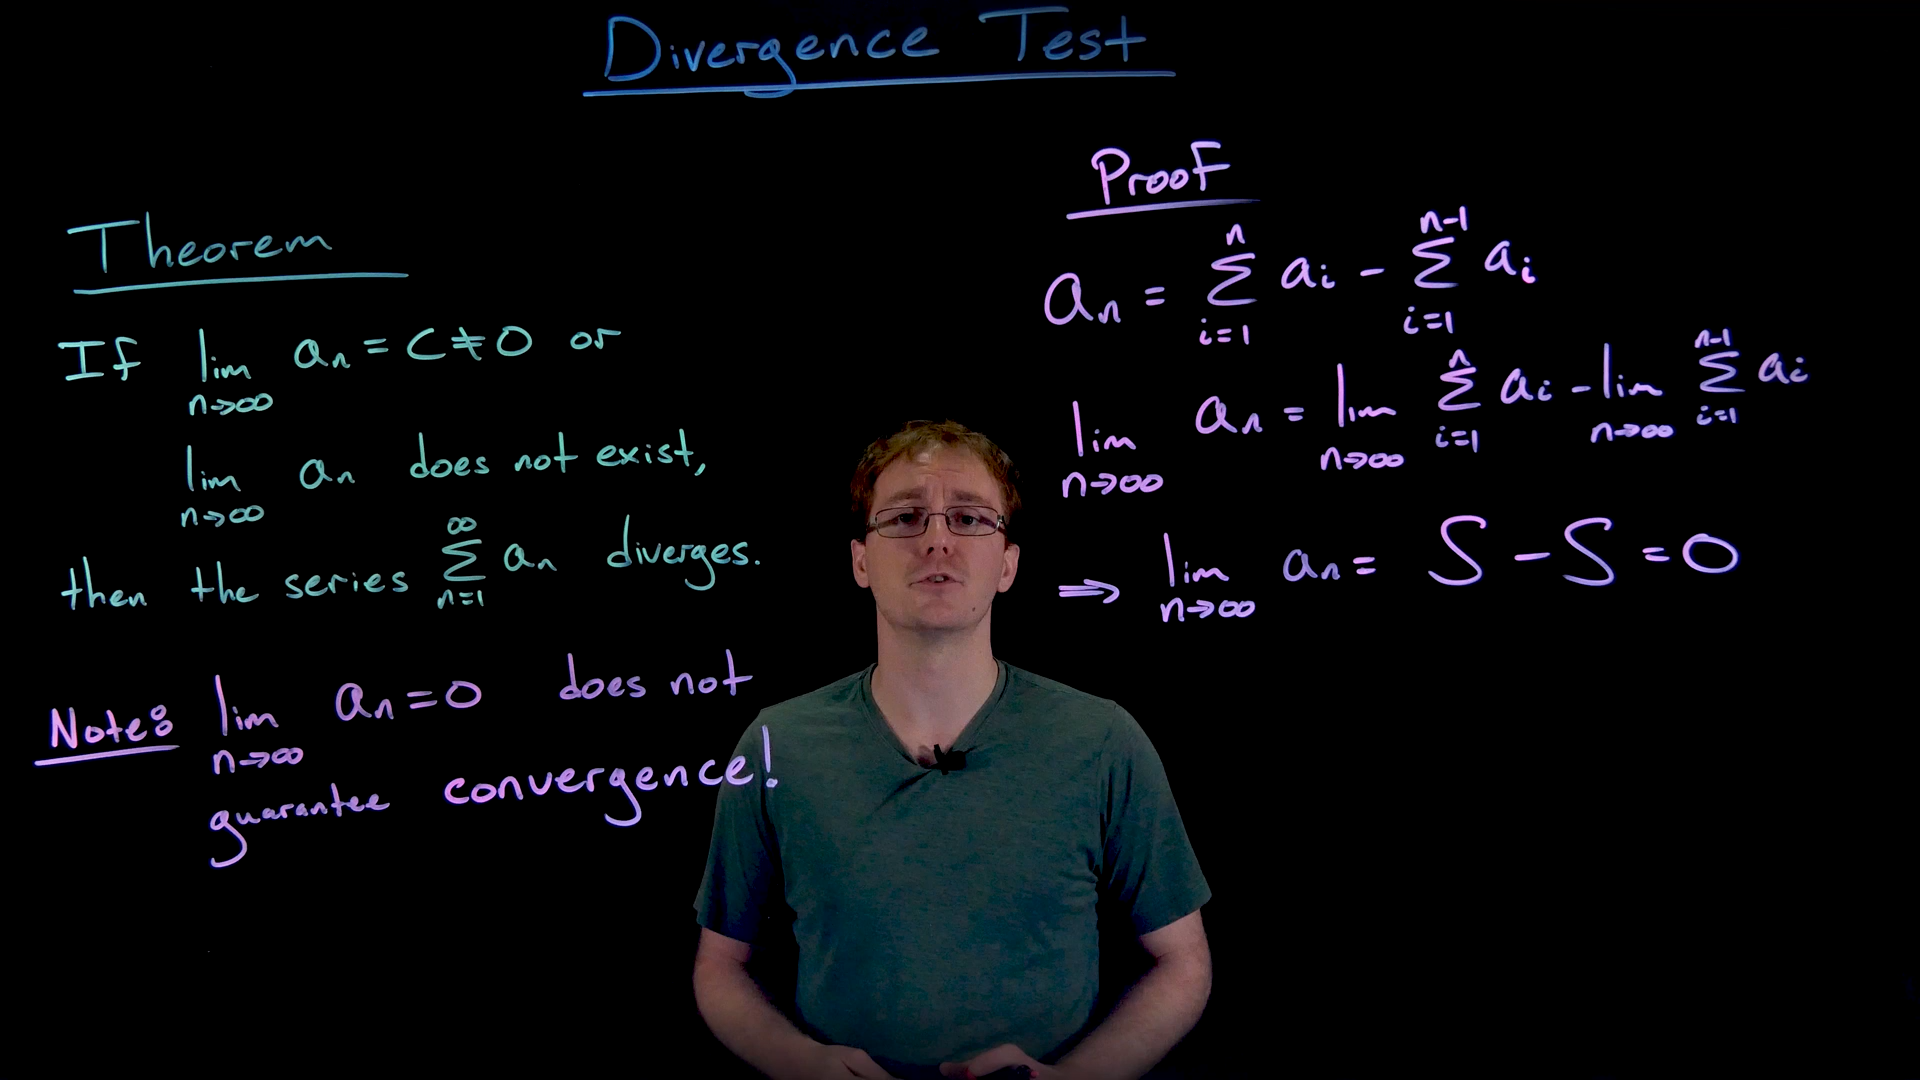 Divergence Test
Theorem
If lim n→∞ aₙ = C ≠ 0 or
lim n→∞ aₙ does not exist,
then the series ∑ n=1 ∞ aₙ diverges.
Note: lim n→∞ aₙ = 0 does not
guarantee convergence!
Proof
aₙ = ∑ i=1 n aᵢ - ∑ i=1 n-1 aᵢ
lim n→∞ aₙ = lim n→∞ ∑ i=1 n aᵢ - lim n→∞ ∑ i=1 n-1 aᵢ
⇒ lim n→∞ aₙ = S - S = 0